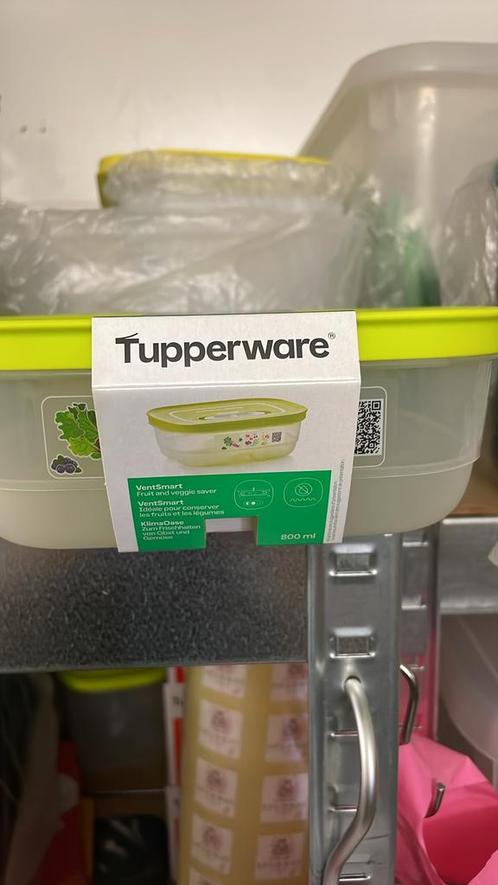 Tupperware®
VentSmart
Fruit and veggie saver
VentSmart
Idéale pour conserver
les fruits et les légumes
KlimaOase
Zum Frischhalten
von Obst und
Gemüse
800 ml